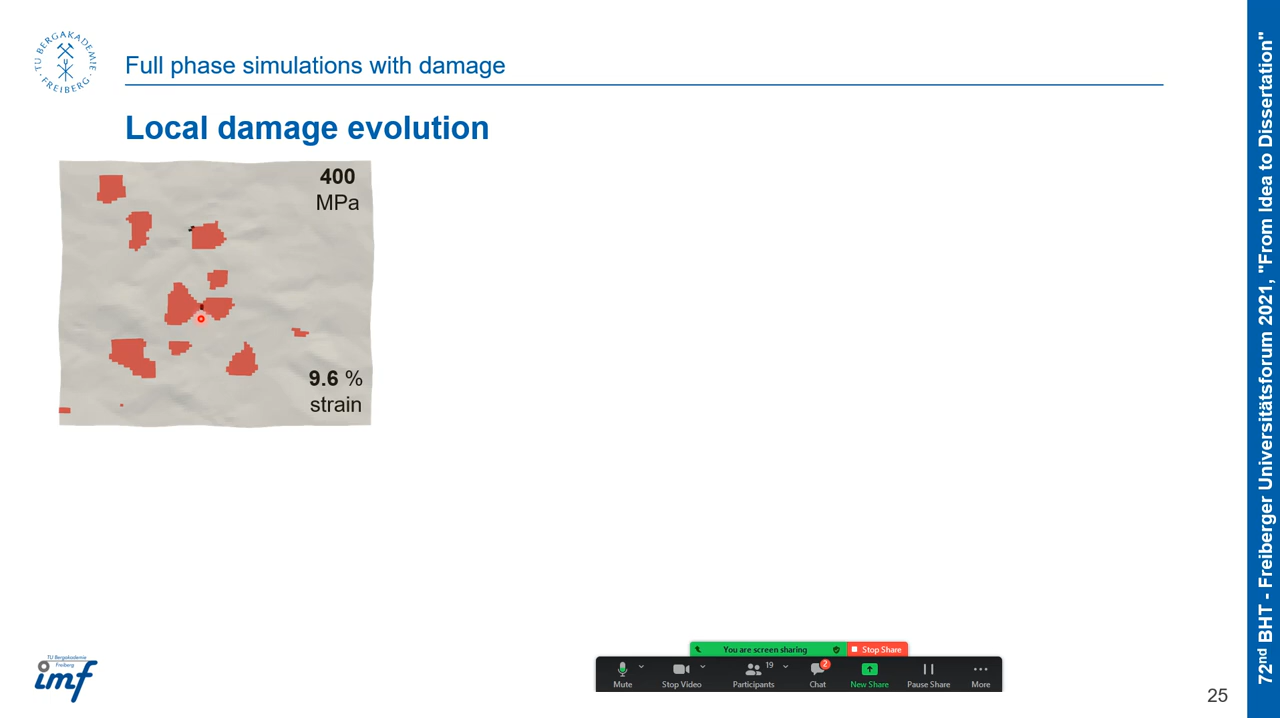 TU BERGAKADEMIE
· FREIBERG ·
Full phase simulations with damage
Local damage evolution
400
MPa
9.6 %
strain
72nd BHT - Freiberger Universitätsforum 2021, "From Idea to Dissertation"
You are screen sharing
Stop Share
Mute
Stop Video
19
Participants
2
Chat
New Share
Pause Share
More
TU Bergakademie
Freiberg
imf
25